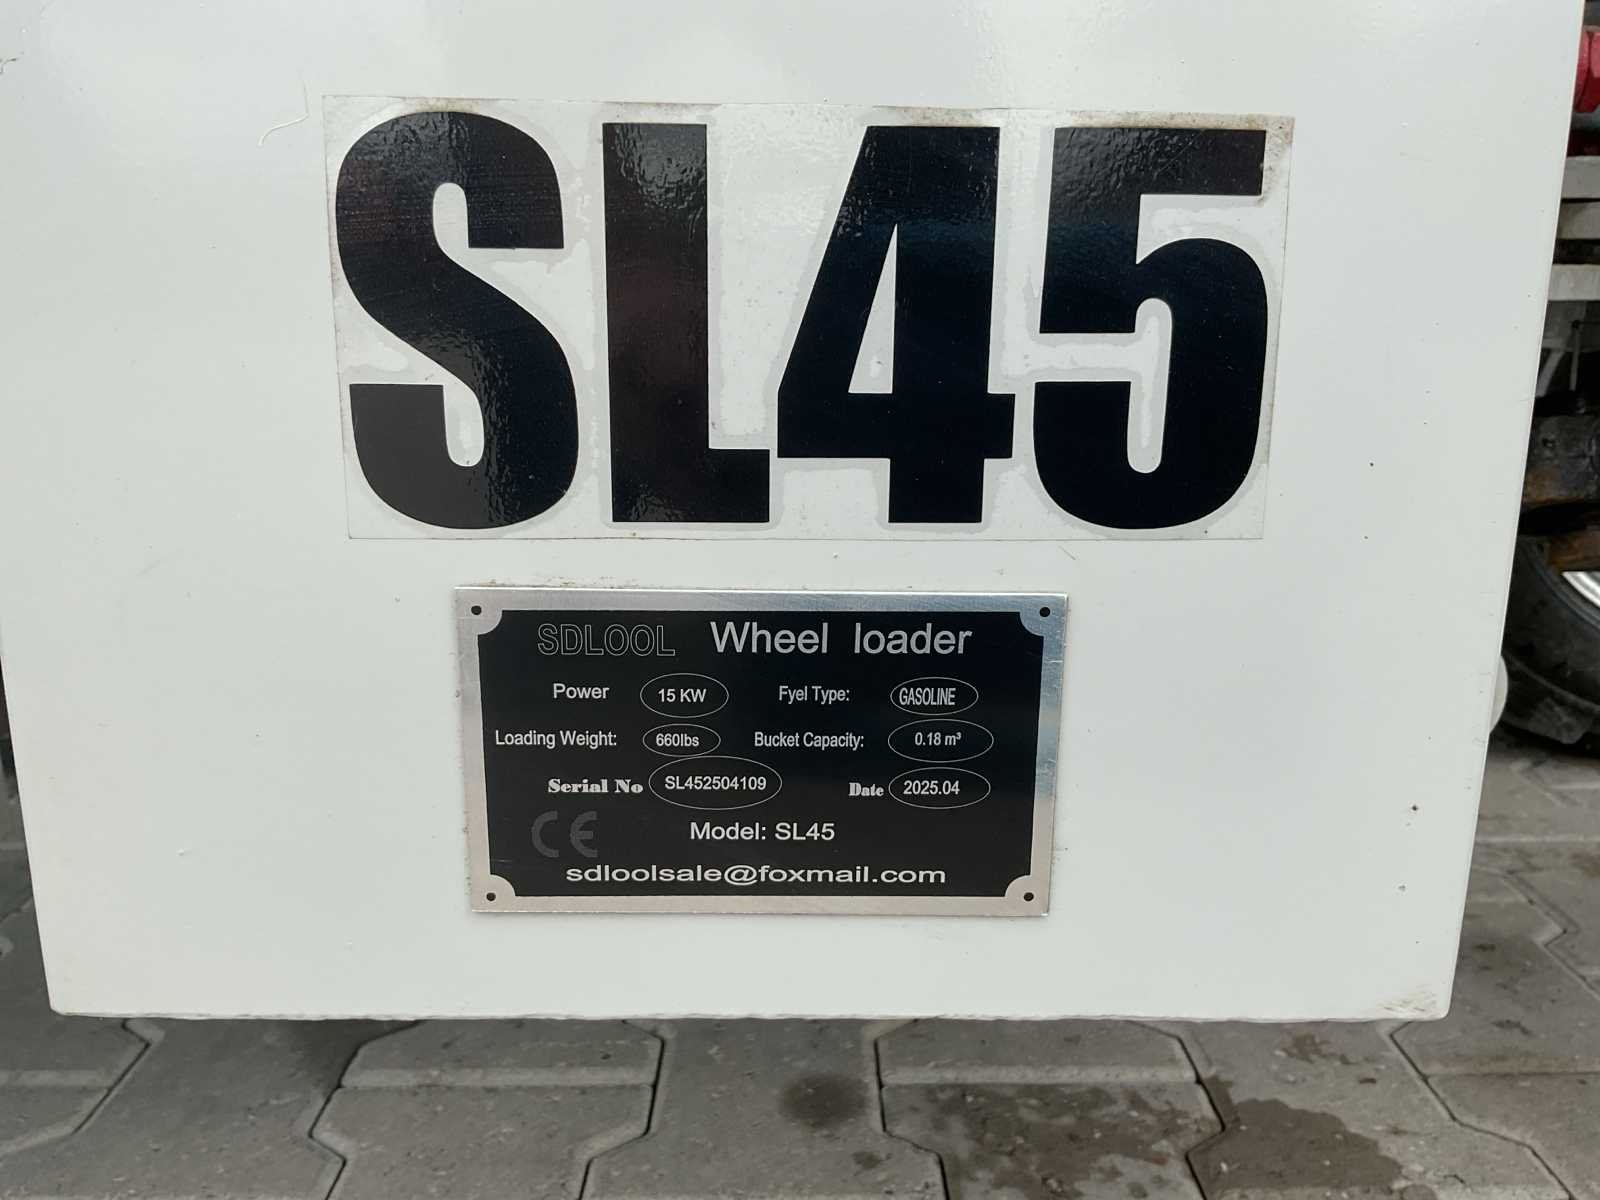 SL45
SDLOOL Wheel loader
Power 15 KW Fyel Type: GASOLINE
Loading Weight: 660lbs Bucket Capacity: 0.18 m³
Serial No SL452504109 Date 2025.04
CE Model: SL45
sdloolsale@foxmail.com